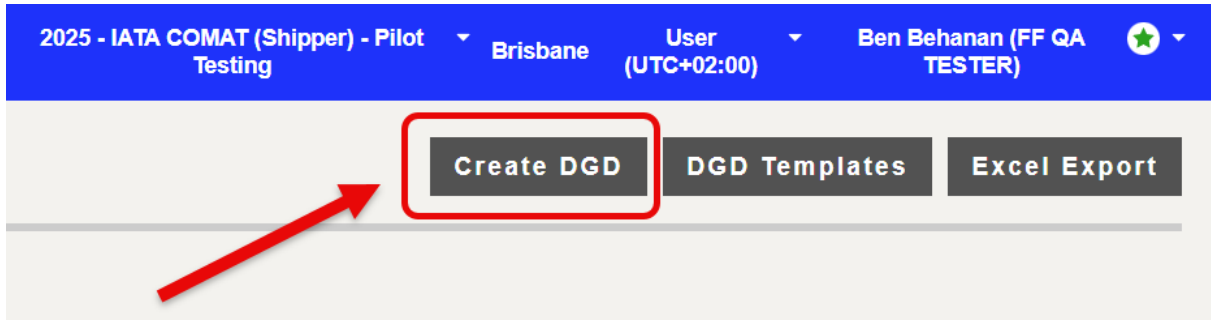 2025 - IATA COMAT (Shipper) - Pilot
Testing
Brisbane
User
(UTC+02:00)
Ben Behanan (FF QA
TESTER)
Create DGD
DGD Templates
Excel Export